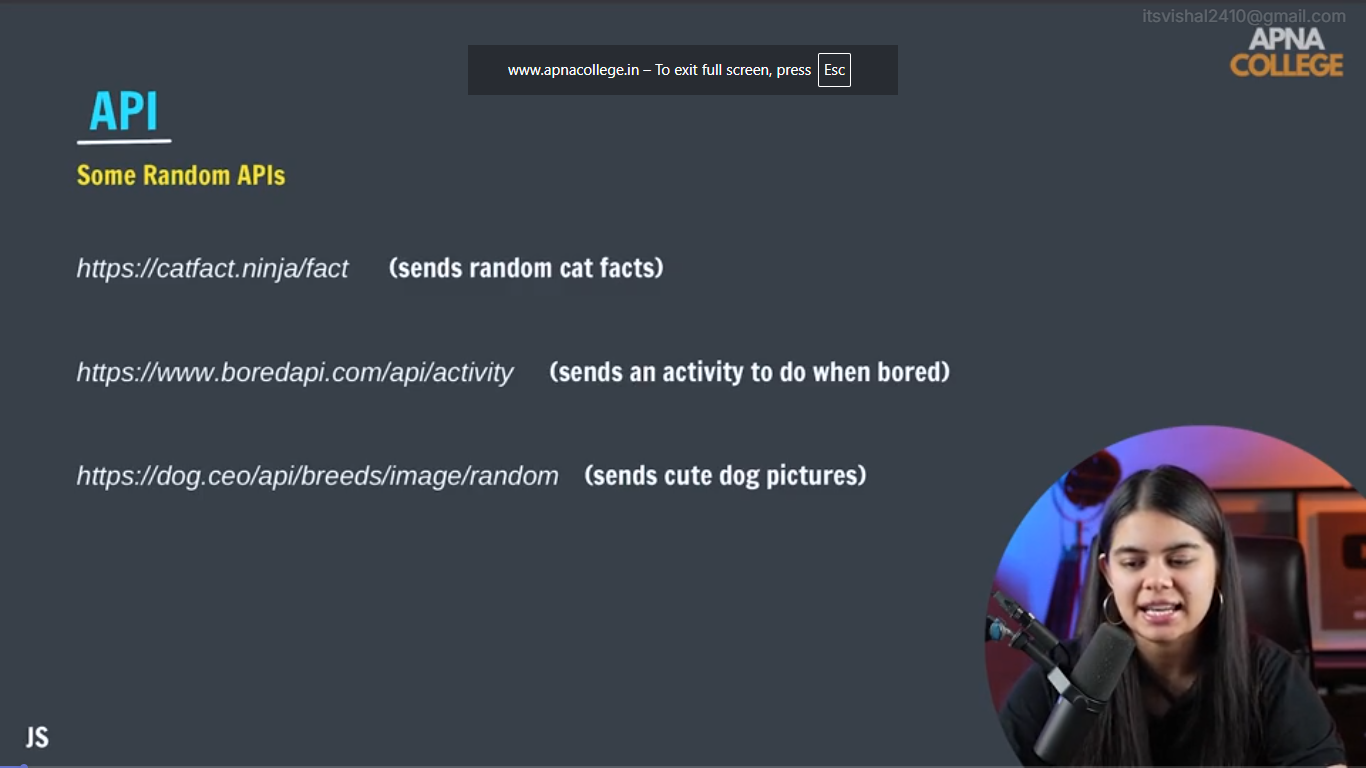 itsvishal2410@gmail.com
APNA
COLLEGE
www.apnacollege.in – To exit full screen, press Esc
API
Some Random APIs
https://catfact.ninja/fact (sends random cat facts)
https://www.boredapi.com/api/activity (sends an activity to do when bored)
https://dog.ceo/api/breeds/image/random (sends cute dog pictures)
JS